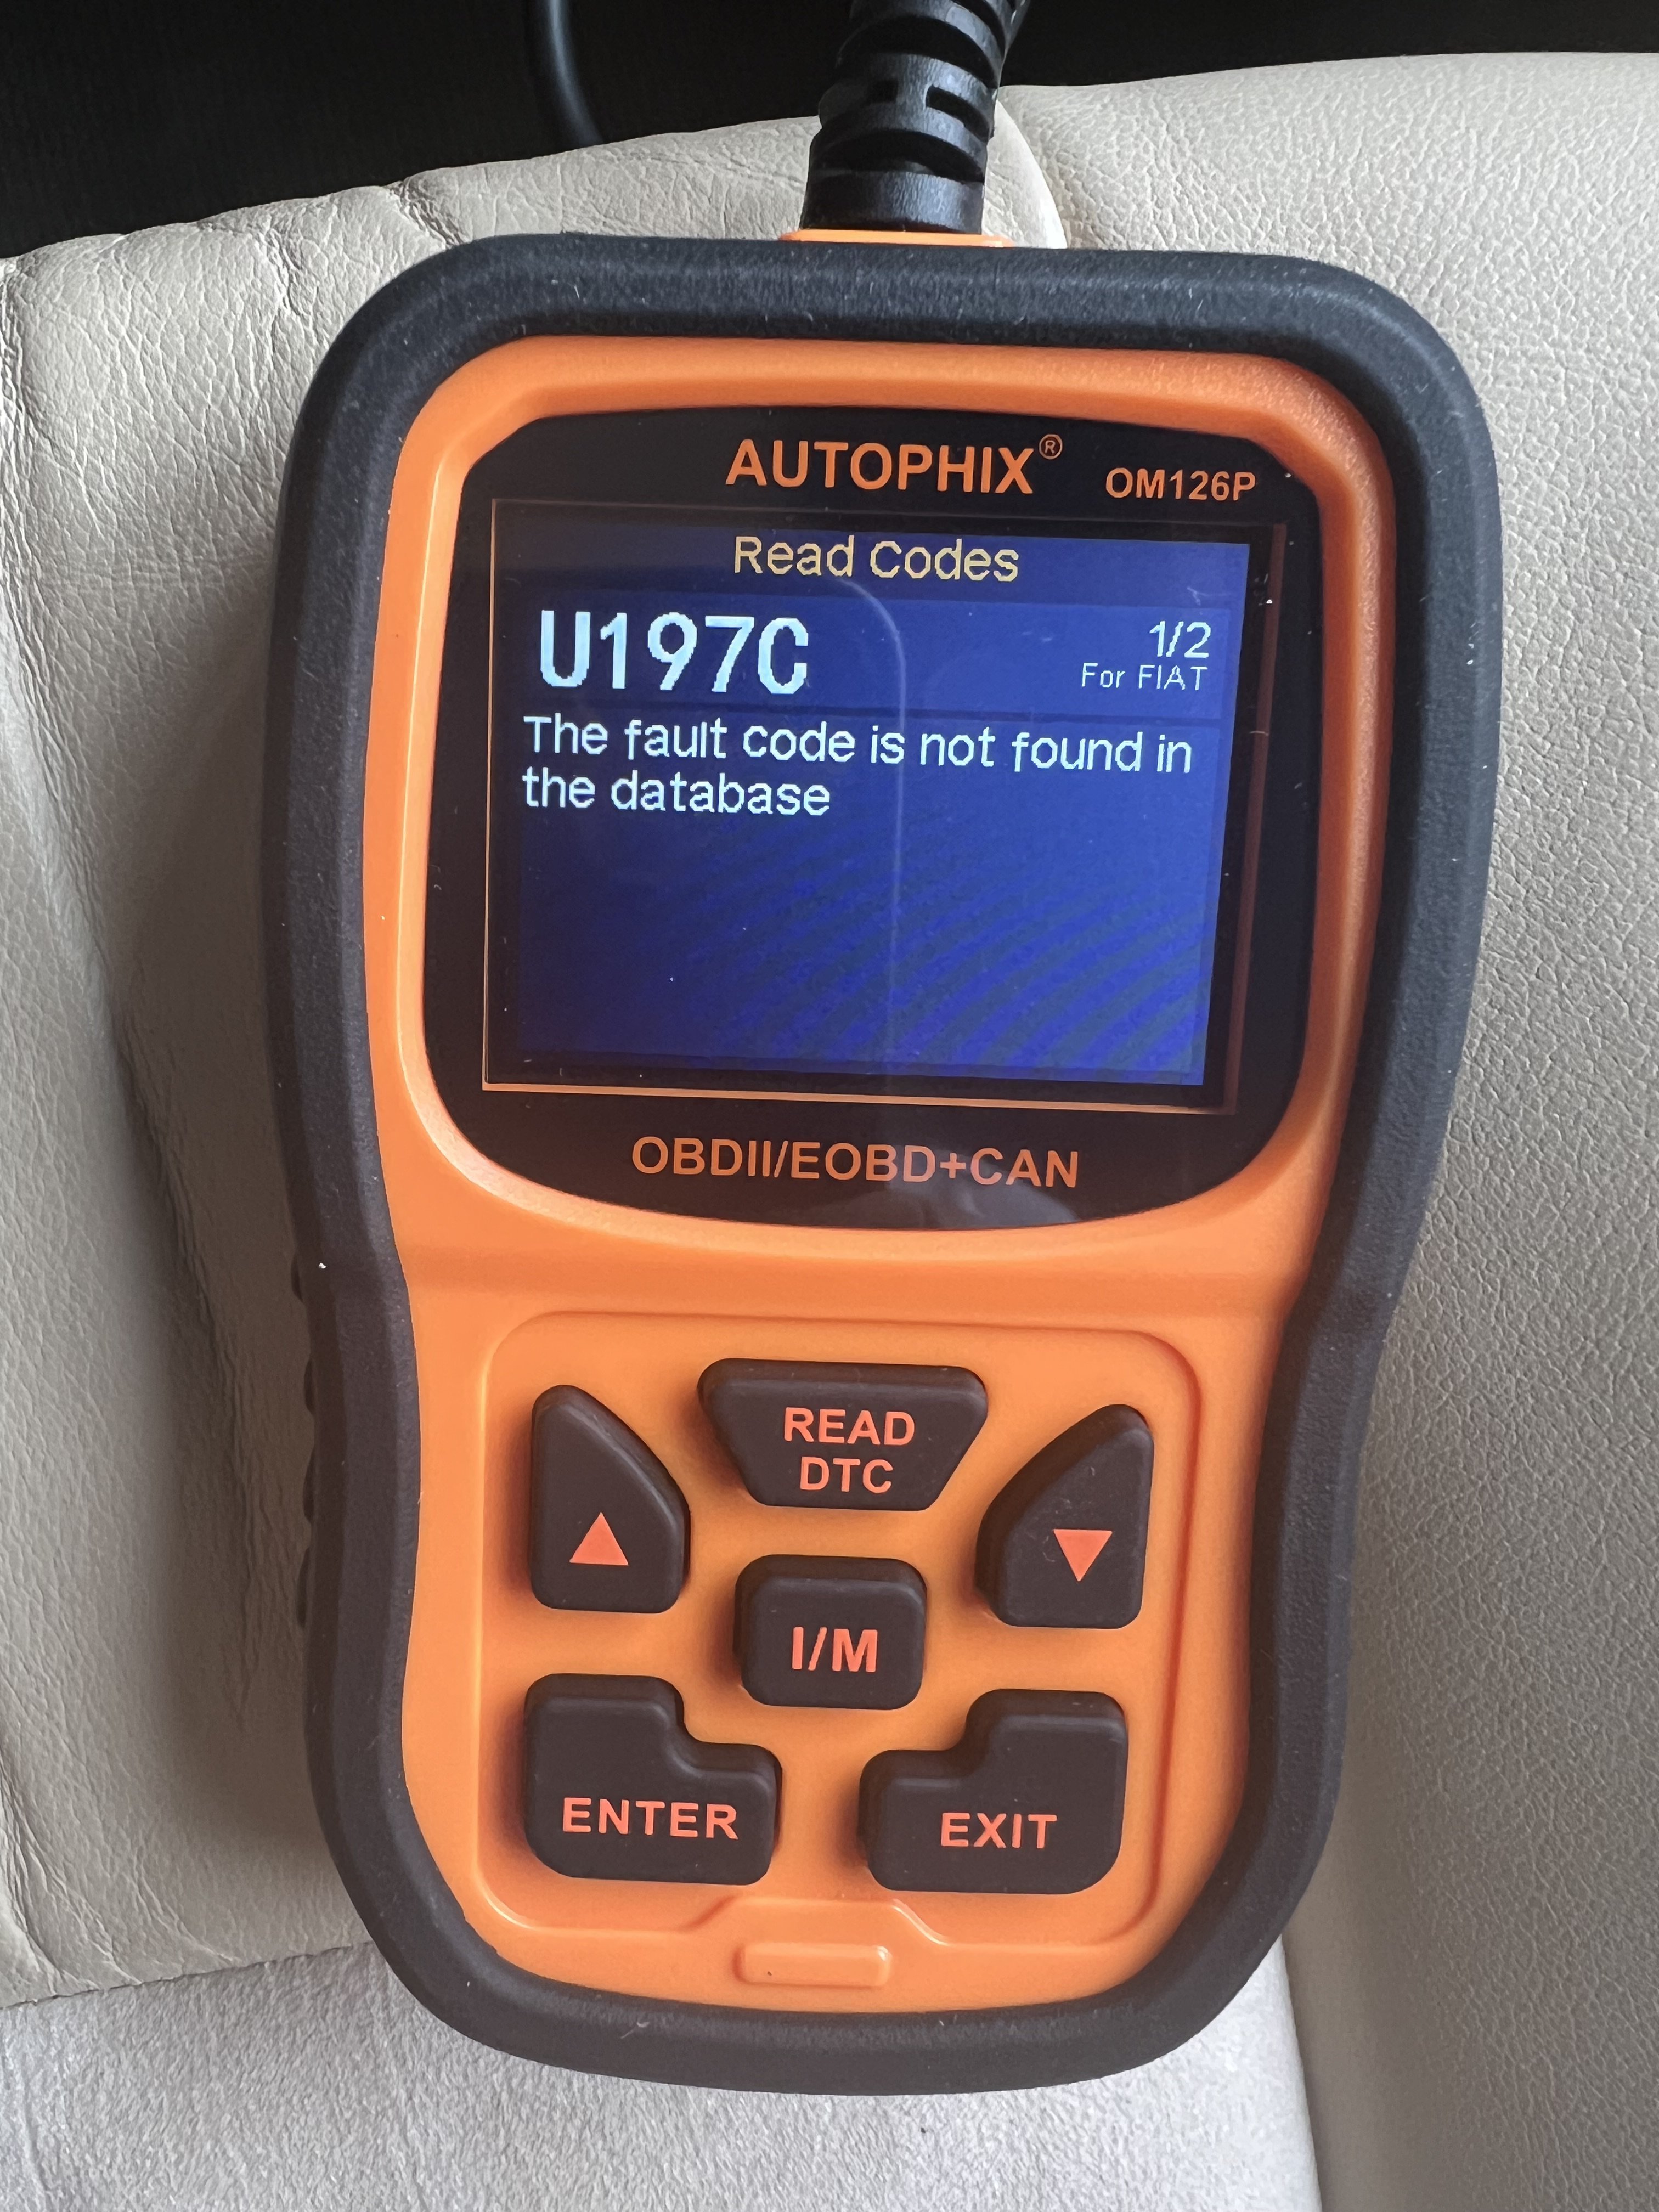 AUTOPHIX® OM126P
Read Codes
U197C 1/2
For FIAT
The fault code is not found in
the database
OBDII/EOBD+CAN
READ
DTC
▲ ▼
I/M
ENTER EXIT